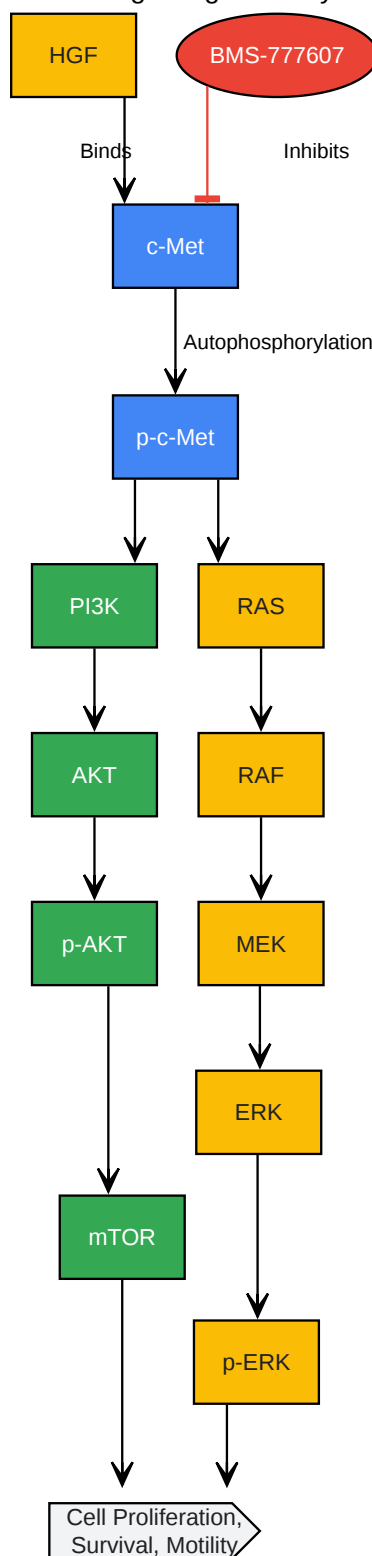 HGF
BMS-777607
Binds
Inhibits
c-Met
Autophosphorylation
p-c-Met
PI3K
RAS
AKT
RAF
p-AKT
MEK
ERK
mTOR
p-ERK
Cell Proliferation,
Survival, Motility